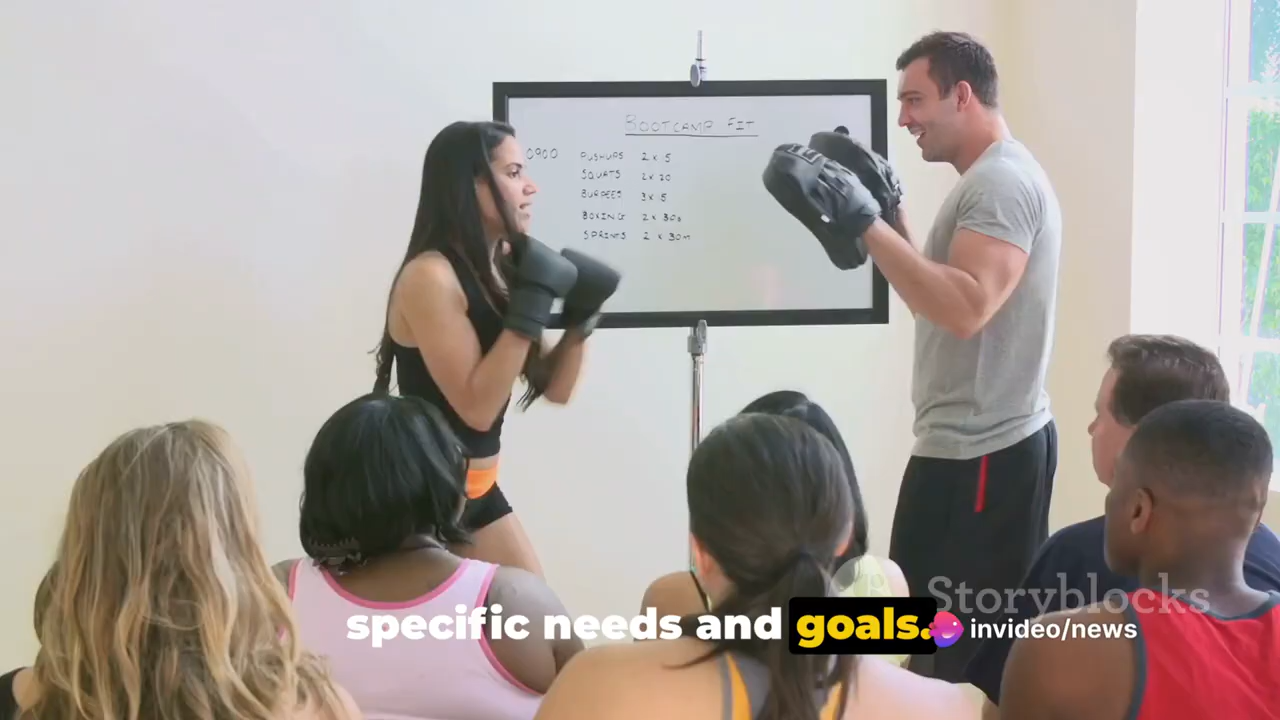 BOOTCAMP FIT
0900 PUSHUPS 2 x 5
SQUATS 2 x 20
BURPEES 3 x 5
BOXING 2 x 30s
SPRINTS 2 x 30m
Storyblocks
specific needs and goals.
invideo/news